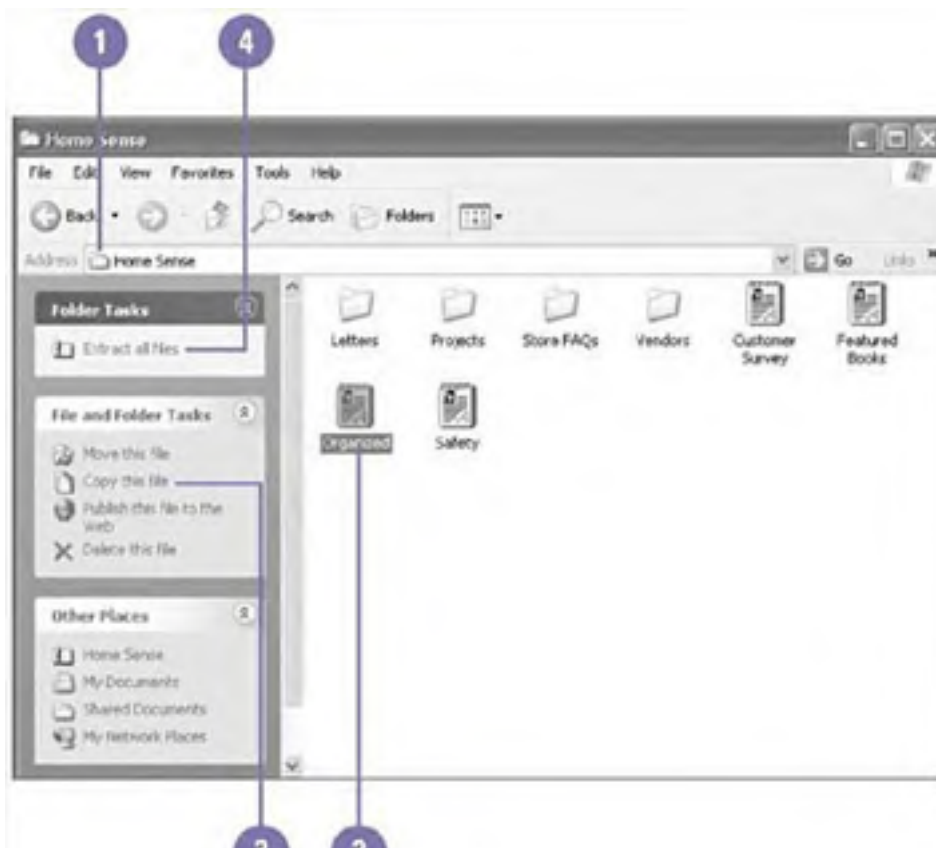 1 4
Home Sense
File Edit View Favorites Tools Help
Back Search Folders
Address Home Sense Go Links
Folder Tasks
Extract all files
File and Folder Tasks
Move this file
Copy this file
Publish this file to the
web
Delete this file
Other Places
Home Sense
My Documents
Shared Documents
My Network Places
Letters Projects Store FAQs Vendors Customer
Survey Featured
Books
Organized Safety